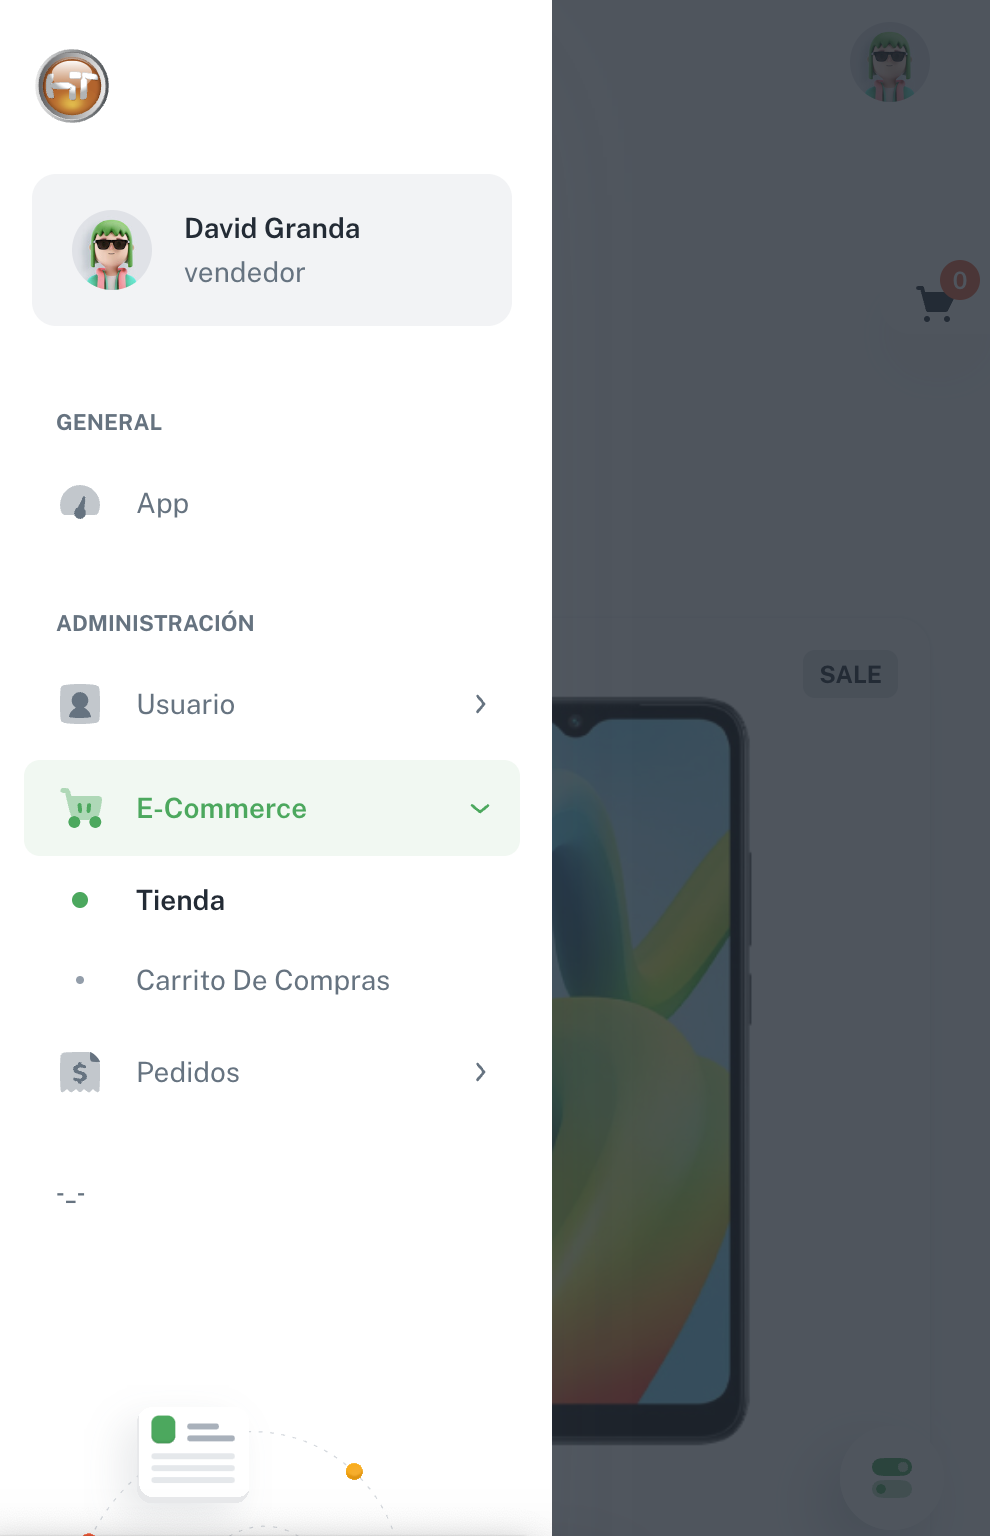 HT
David Granda
vendedor
0
GENERAL
App
ADMINISTRACIÓN
Usuario
SALE
E-Commerce
Tienda
Carrito De Compras
Pedidos
$
-_-